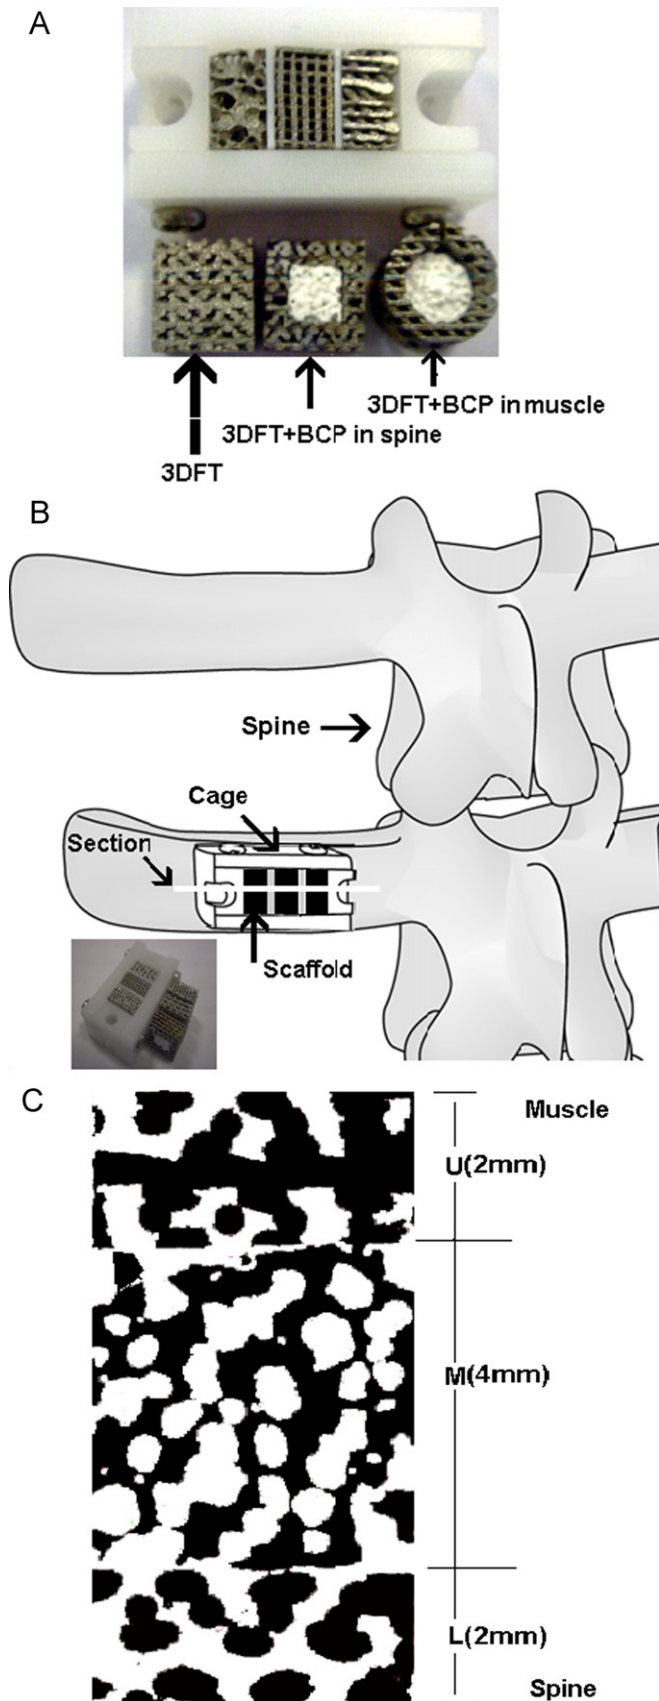 A
3DFT+BCP in muscle
3DFT+BCP in spine
3DFT
B
Spine
Cage
Section
Scaffold
C
Muscle
U(2mm)
M(4mm)
L(2mm)
Spine